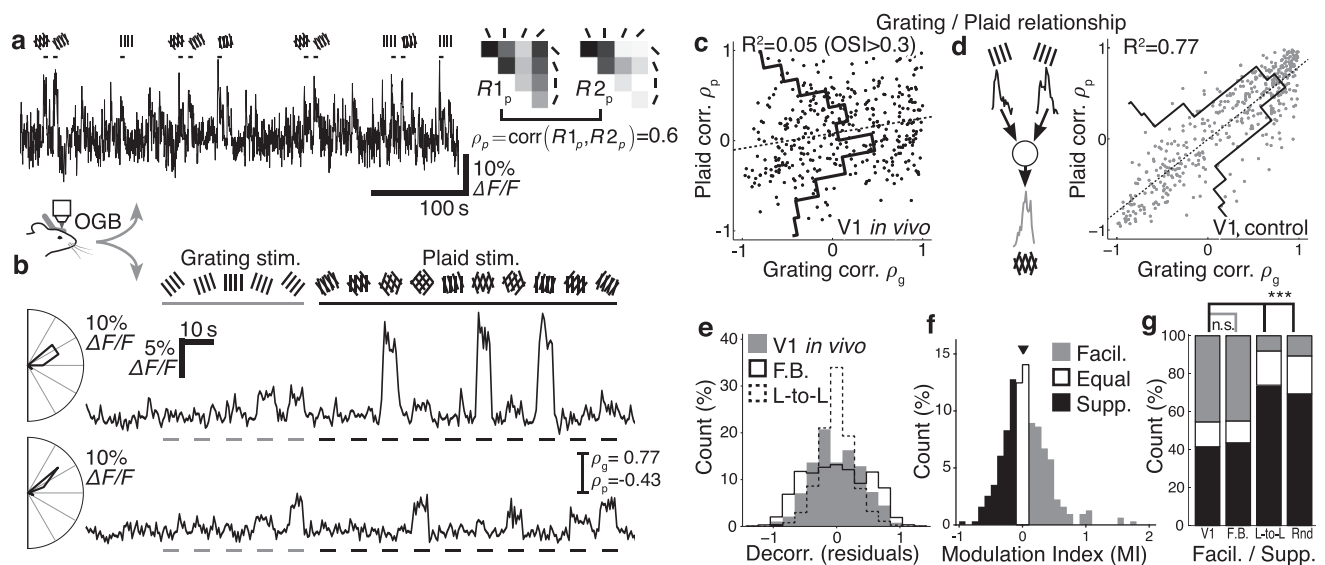 Grating / Plaid relationship
a
R1p
R2p
ρp=corr(R1p,R2p)=0.6
10%
ΔF/F
100 s
OGB
b
Grating stim.
Plaid stim.
10%
ΔF/F
10 s
5%
ΔF/F
10%
ΔF/F
ρg= 0.77
ρp=-0.43
c
R²=0.05 (OSI>0.3)
Plaid corr. ρp
1
0
-1
V1 in vivo
-1
0
1
Grating corr. ρg
d
R²=0.77
Plaid corr. ρp
1
0
-1
V1, control
-1
0
1
Grating corr. ρg
e
V1 in vivo
F.B.
L-to-L
Count (%)
40
30
20
10
0
−1
0
1
Decorr. (residuals)
f
Facil.
Equal
Supp.
Count (%)
15
10
5
0
-1
0
1
2
Modulation Index (MI)
g
n.s.
***
Count (%)
100
80
60
40
20
0
V1
F.B.
L-to-L
Rnd
Facil. / Supp.